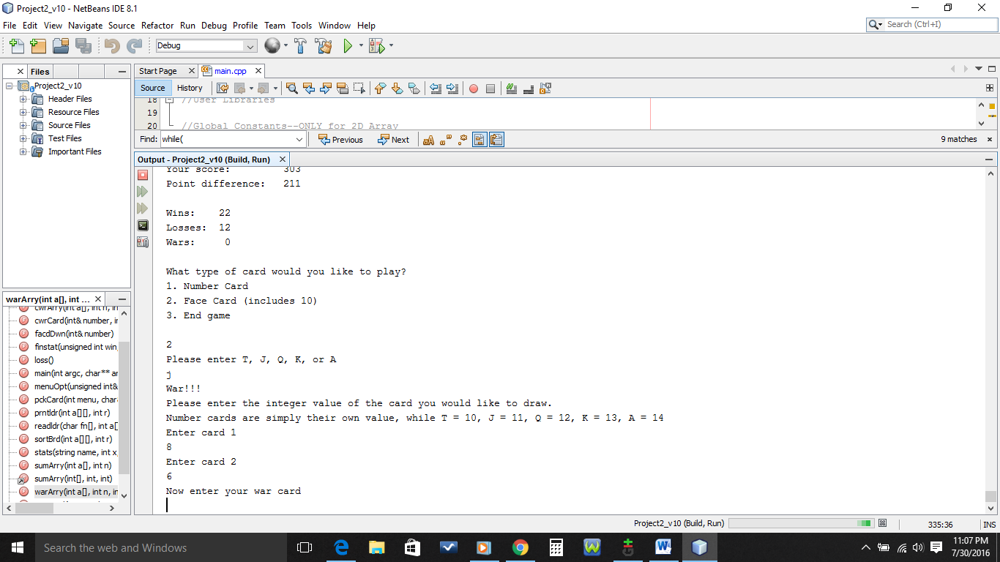 Project2_v10 - NetBeans IDE 8.1
File Edit View Navigate Source Refactor Run Debug Profile Team Tools Window Help
Search (Ctrl+I)
Debug
Files
Project2_v10
Header Files
Resource Files
Source Files
Test Files
Important Files
Start Page
main.cpp
Source History
18 //User Libraries
19
20 //Global Constants--ONLY for 2D Array
Find: while( Previous Next 9 matches
Output - Project2_v10 (Build, Run)
Your score: 303
Point difference: 211
Wins: 22
Losses: 12
Wars: 0
What type of card would you like to play?
1. Number Card
2. Face Card (includes 10)
3. End game
2
Please enter T, J, Q, K, or A
j
War!!!
Please enter the integer value of the card you would like to draw.
Number cards are simply their own value, while T = 10, J = 11, Q = 12, K = 13, A = 14
Enter card 1
8
Enter card 2
6
Now enter your war card
warArry(int a[], int ...
cwrArry(int a[], int n, in
cwrCard(int& number, in
facdDwn(int& number)
finstat(unsigned int win,
loss()
main(int argc, char** ar
menuOpt(unsigned int&
pckCard(int menu, char
prntldr(int a[][], int r)
readldr(char fn[], int a[
sortBrd(int a[][], int r)
stats(string name, int x,
sumArry(int a[], int n)
sumArry(int[], int, int)
warArry(int a[], int n, in
Project2_v10 (Build, Run)
335:36 INS
Search the web and Windows
11:07 PM
7/30/2016